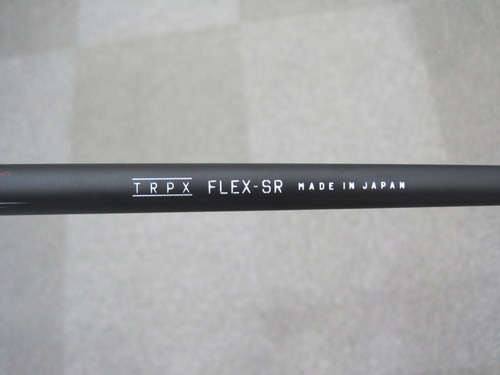 TRPX FLEX-SR MADE IN JAPAN